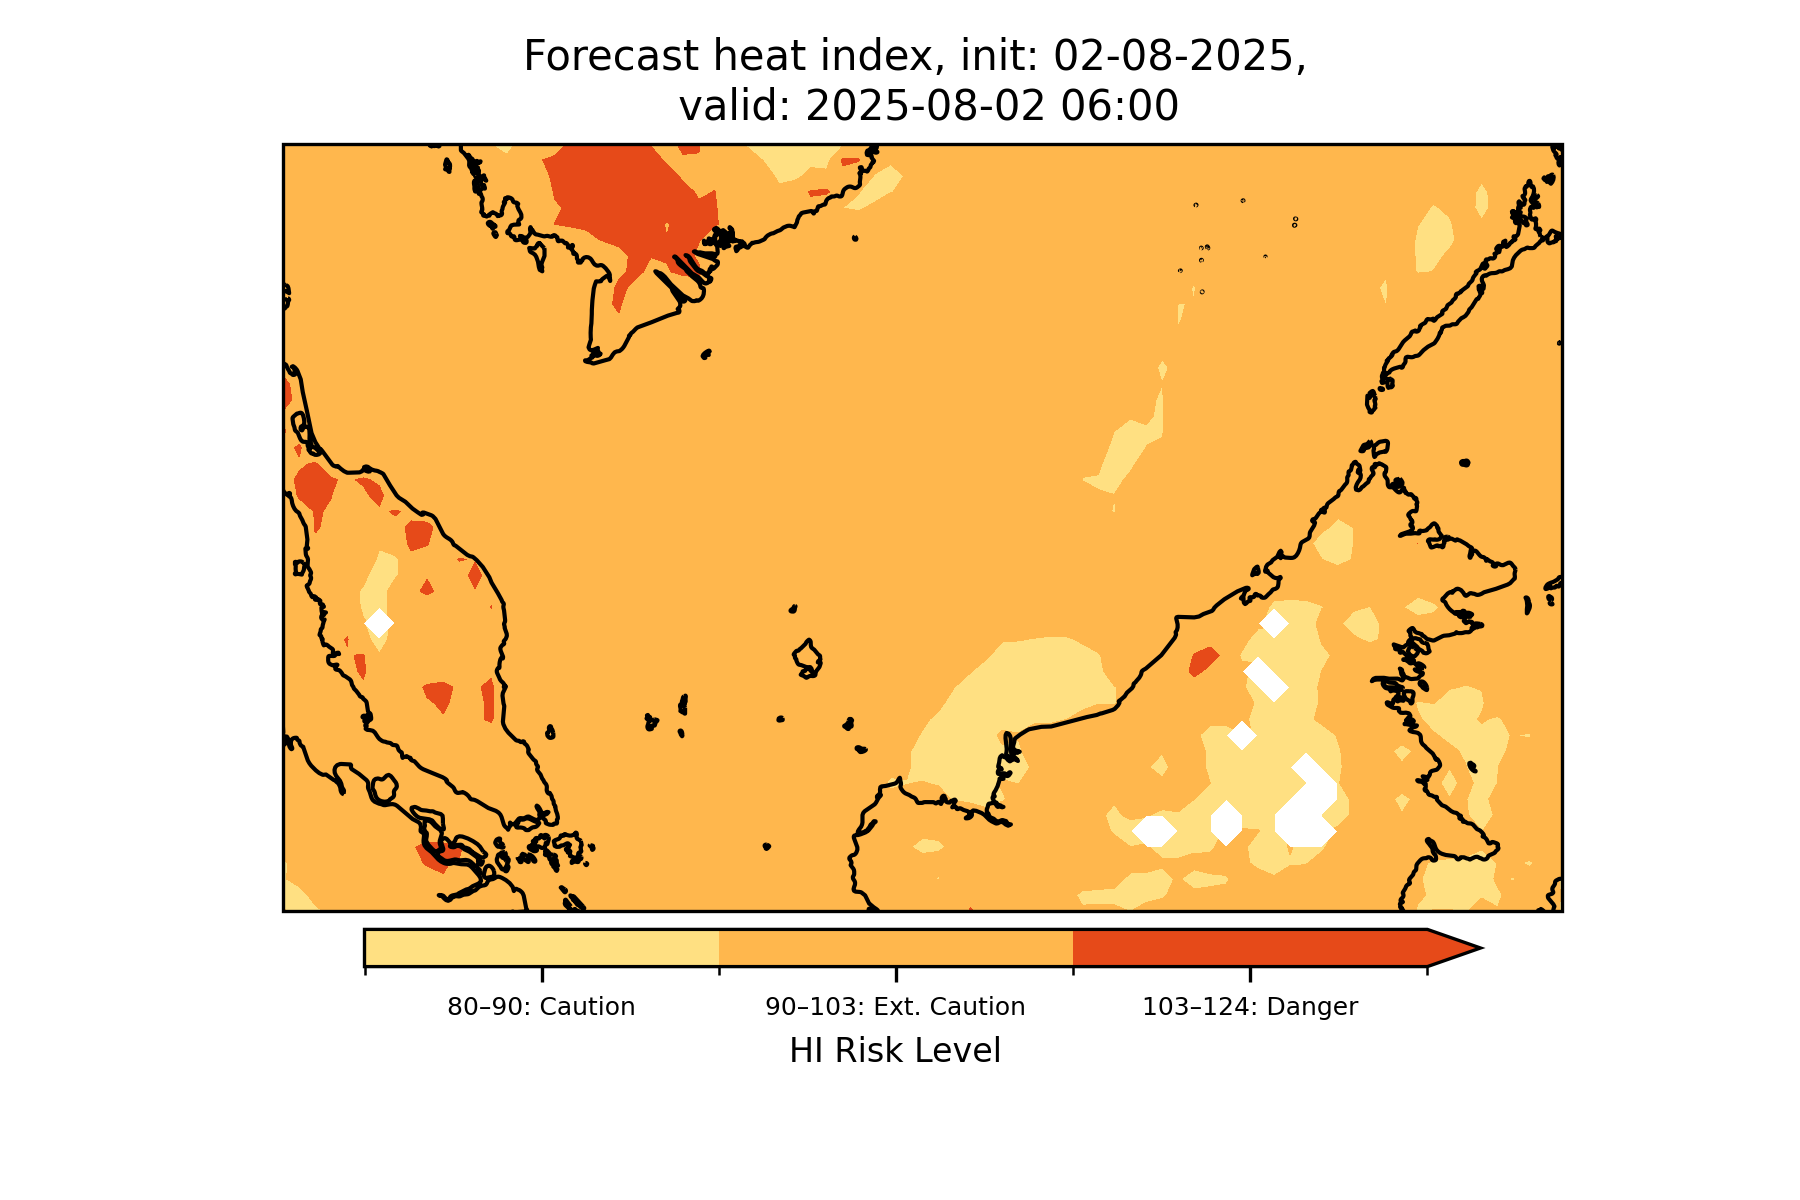 Forecast heat index, init: 02-08-2025,
valid: 2025-08-02 06:00
80–90: Caution
90–103: Ext. Caution
103–124: Danger
HI Risk Level